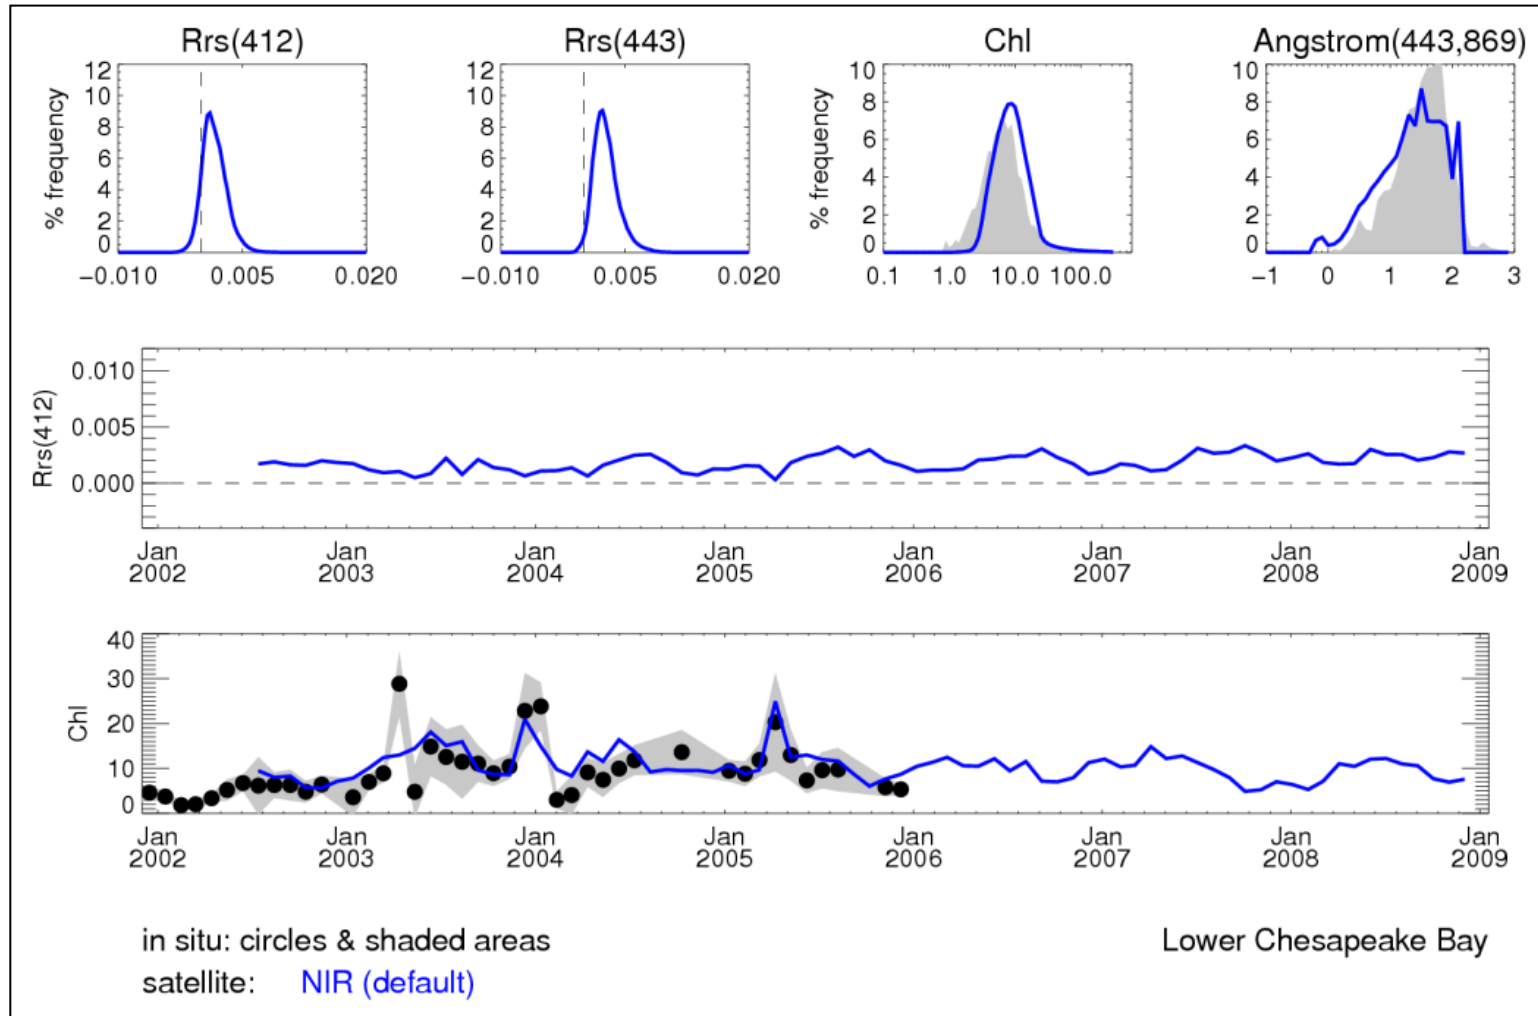 Rrs(412)
Rrs(443)
Chl
Angstrom(443,869)
% frequency
12
10
8
6
4
2
0
−0.010 0.005 0.020
12
10
8
6
4
2
0
−0.010 0.005 0.020
% frequency
10
8
6
4
2
0
0.1 1.0 10.0 100.0
10
8
6
4
2
0
−1 0 1 2 3
% frequency
Rrs(412)
0.010
0.005
0.000
Jan Jan Jan Jan Jan Jan Jan Jan
2002 2003 2004 2005 2006 2007 2008 2009
Chl
40
30
20
10
0
Jan Jan Jan Jan Jan Jan Jan Jan
2002 2003 2004 2005 2006 2007 2008 2009
in situ: circles & shaded areas Lower Chesapeake Bay
satellite: NIR (default)